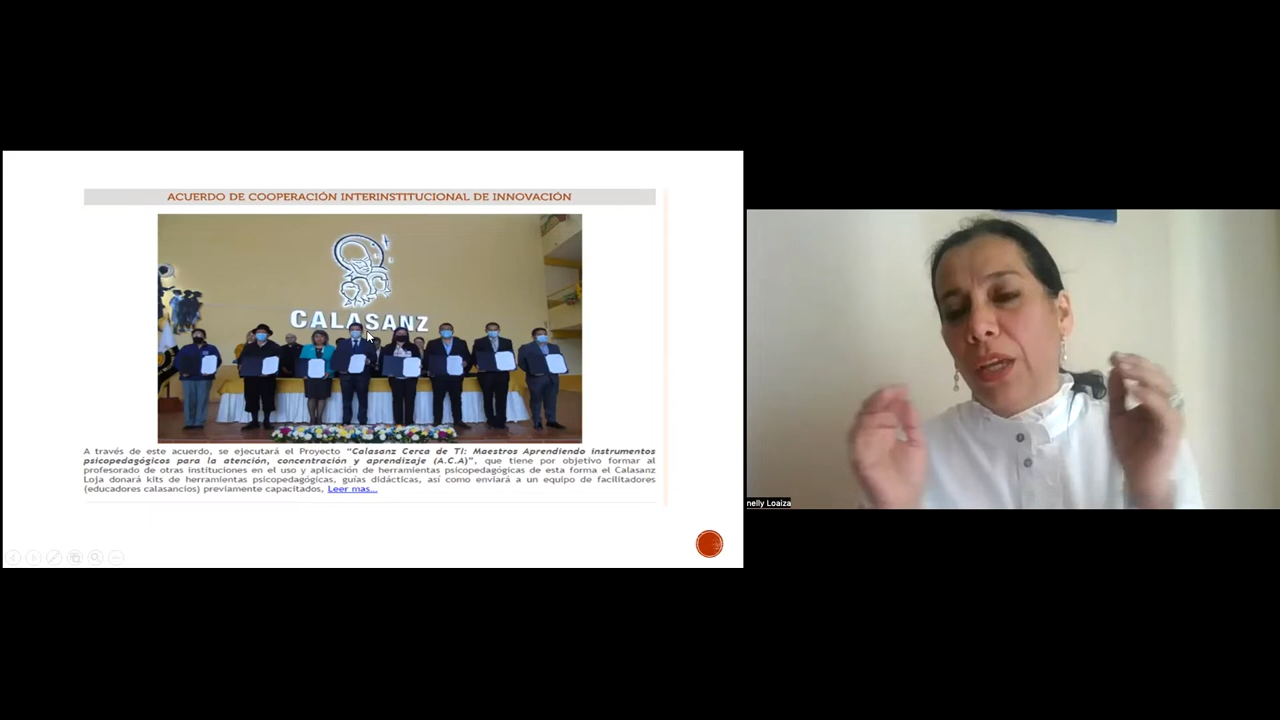 ACUERDO DE COOPERACIÓN INTERINSTITUCIONAL DE INNOVACIÓN
CALASANZ
A través de este acuerdo, se ejecutará el Proyecto "Calasanz Cerca de TI: Maestros Aprendiendo instrumentos
psicopedagógicos para la atención, concentración y aprendizaje (A.C.A)", que tiene por objetivo formar al
profesorado de otras instituciones en el uso y aplicación de herramientas psicopedagógicas de esta forma el Calasanz
Loja donará kits de herramientas psicopedagógicas, guías didácticas, así como enviará a un equipo de facilitadores
(educadores calasancios) previamente capacitados, Leer mas...
nelly Loaiza